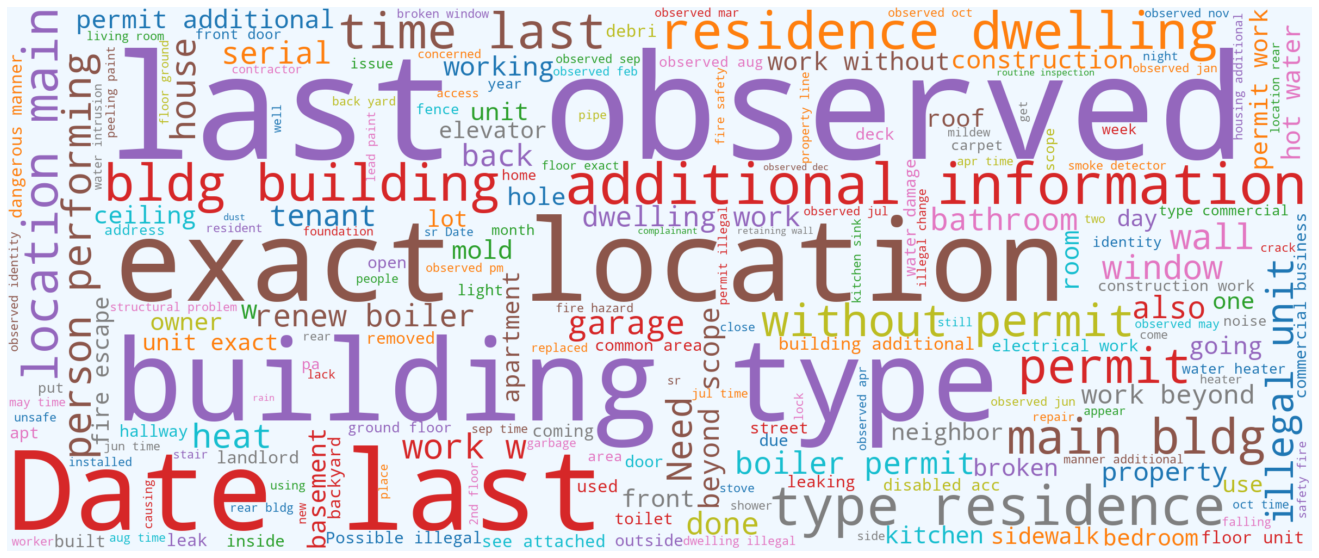 permit additional
broken window
observed mar
observed oct
observed nov
living room
front door
time last
debri
residence dwelling
serial
concerned
observed sep
observed aug
work without
construction
night
contractor
issue
working
observed feb
year
routine inspection
observed jan
dangerous manner
location main
person performing
water intrusion
peeling paint
floor ground
house
last observed
well
back yard
lead paint
fence
access
unit
elevator
pipe
fire safety
property line
deck
roof
mildew
carpet
get
scope
week
housing additional
permit work
location rear
hot water
back
floor exact
observed dec
apr time
smoke detector
bldg building
home
hole
additional information
ceiling
address
dust
resident
tenant
foundation
lot
sr Date
month
dwelling work
complainant
retaining wall
observed jul
water damage
illegal change
bathroom
two
day
type commercial
exact location
open
people
mold
observed pm
light
apartment
permit illegal
kitchen sink
room
identity
wall
crack
window
construction work
commercial business
observed identity
fire escape
structural problem
w
renew boiler
owner
unit exact
rear
removed
fire hazard
garage
replaced
common area
close
without permit
still
building additional
electrical work
also
one
observed may
noise
come
going
illegal unit
put
may time
unsafe
apt
pa
lack
rain
building type
sr
jul time
beyond scope
Need
lock
observed apr
permit
water heater
heater
observed jun
repair
appear
work beyond
jun time
hallway
heat
ground floor
sep time
coming
street
due
neighbor
main bldg
installed
stair
landlord
work w
garbage
area
door
boiler permit
leaking
broken
manner additional
property
safety fire
Date last
causing
using
new
basement
backyard
place
2nd floor
used
front
stove
disabled acc
use
oct time
rear bldg
toilet
shower
done
type residence
falling
worker
built
aug time
leak
inside
Possible illegal
see attached
outside
dwelling illegal
side
kitchen
sidewalk
bedroom
floor unit